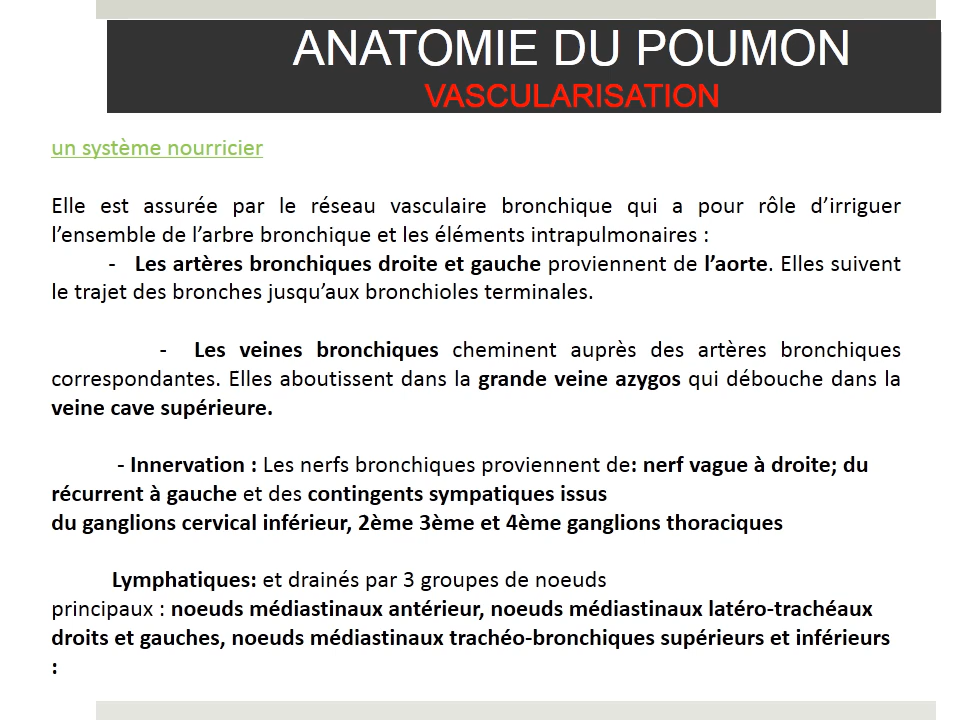 ANATOMIE DU POUMON
VASCULARISATION
un système nourricier
Elle est assurée par le réseau vasculaire bronchique qui a pour rôle d’irriguer
l’ensemble de l’arbre bronchique et les éléments intrapulmonaires :
- Les artères bronchiques droite et gauche proviennent de l’aorte. Elles suivent
le trajet des bronches jusqu’aux bronchioles terminales.
- Les veines bronchiques cheminent auprès des artères bronchiques
correspondantes. Elles aboutissent dans la grande veine azygos qui débouche dans la
veine cave supérieure.
- Innervation : Les nerfs bronchiques proviennent de: nerf vague à droite; du
récurrent à gauche et des contingents sympatiques issus
du ganglions cervical inférieur, 2ème 3ème et 4ème ganglions thoraciques
Lymphatiques: et drainés par 3 groupes de noeuds
principaux : noeuds médiastinaux antérieur, noeuds médiastinaux latéro-trachéaux
droits et gauches, noeuds médiastinaux trachéo-bronchiques supérieurs et inférieurs
: